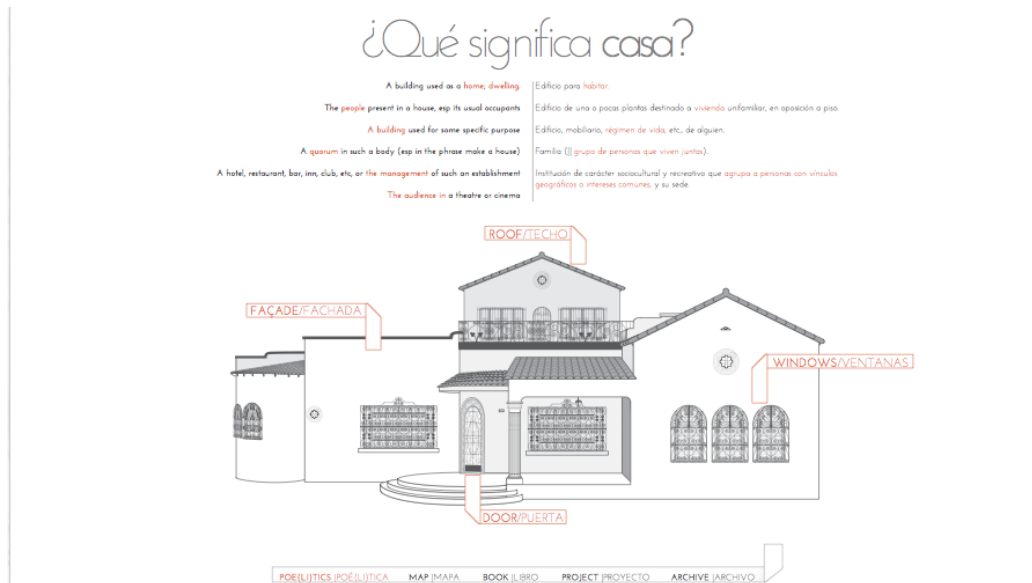 ¿Qué significa casa?
A building used as a home; dwelling.
The people present in a house, esp its usual occupants
A building used for some specific purpose
A quorum in such a body (esp in the phrase make a house)
A hotel, restaurant, bar, inn, club, etc, or the management of such an establishment
The audience in a theatre or cinema
Edificio para habitar.
Edificio de una o pocas plantas destinado a vivienda unifamiliar, en oposición a piso.
Edificio, mobiliario, régimen de vida, etc., de alguien.
Familia (|| grupo de personas que viven juntas).
Institución de carácter sociocultural y recreativo que agrupa a personas con vínculos
geográficos o intereses comunes, y su sede.
ROOF/TECHO
FAÇADE/FACHADA
WINDOWS/VENTANAS
DOOR/PUERTA
POE(LI)TICS |POÉ(LI)TICA MAP |MAPA BOOK |LIBRO PROJECT |PROYECTO ARCHIVE |ARCHIVO